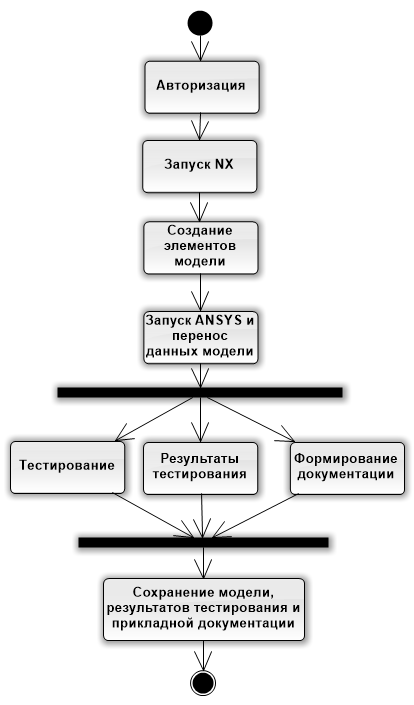 Авторизация
Запуск NX
Создание
элементов
модели
Запуск ANSYS и
перенос
данных модели
Тестирование
Результаты
тестирования
Формирование
документации
Сохранение модели,
результатов тестирования и
прикладной документации